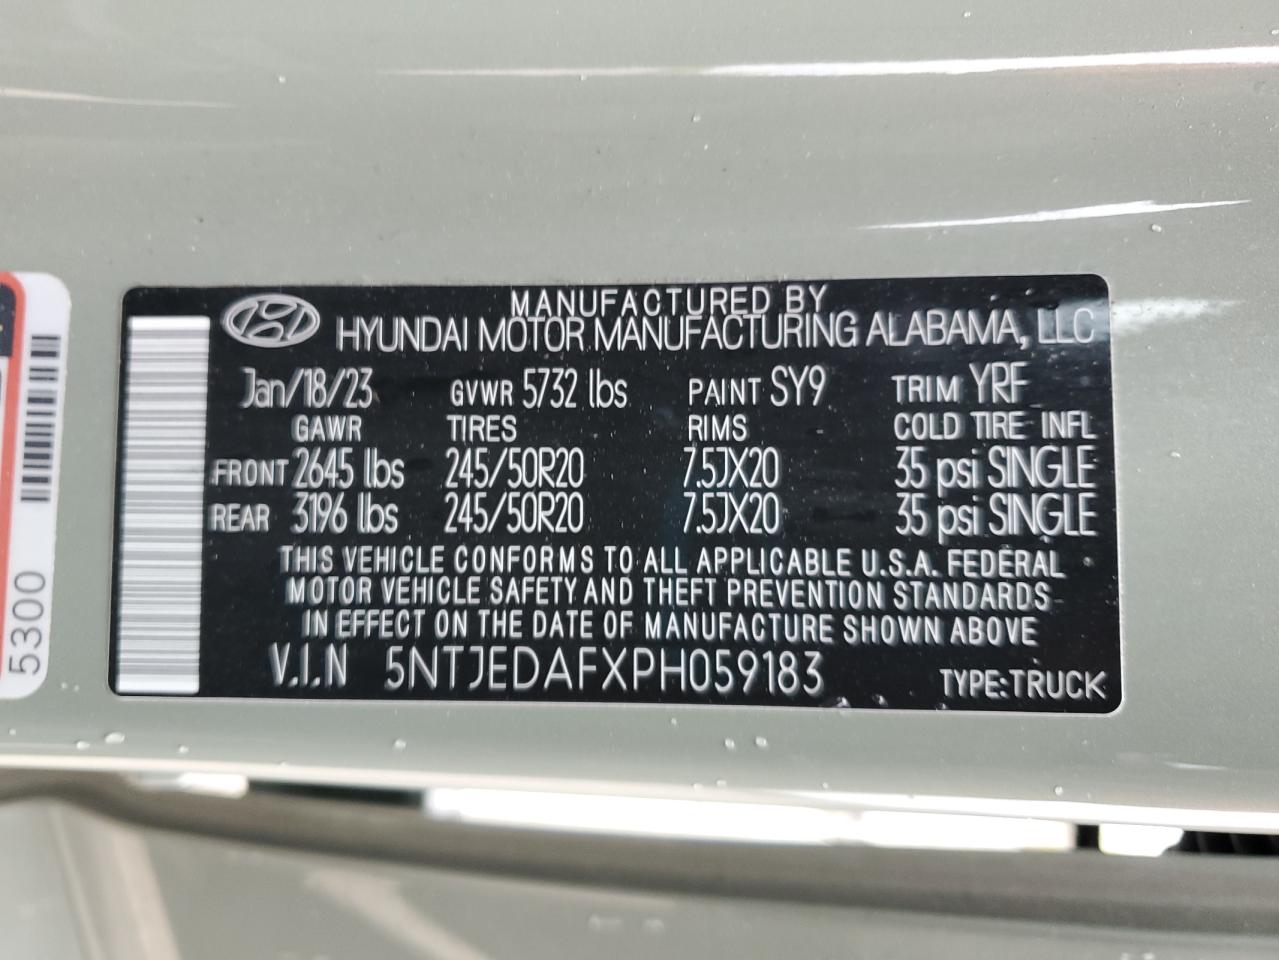 MANUFACTURED BY
HYUNDAI MOTOR MANUFACTURING ALABAMA, LLC
Jan/18/23 GVWR 5732 lbs PAINT SY9 TRIM YRF
GAWR TIRES RIMS COLD TIRE INFL
FRONT 2645 lbs 245/50R20 7.5JX20 35 psi SINGLE
REAR 3196 lbs 245/50R20 7.5JX20 35 psi SINGLE
THIS VEHICLE CONFORMS TO ALL APPLICABLE U.S.A. FEDERAL
MOTOR VEHICLE SAFETY AND THEFT PREVENTION STANDARDS
IN EFFECT ON THE DATE OF MANUFACTURE SHOWN ABOVE
V.I.N 5NTJEDAFXPH059183 TYPE:TRUCK
5300